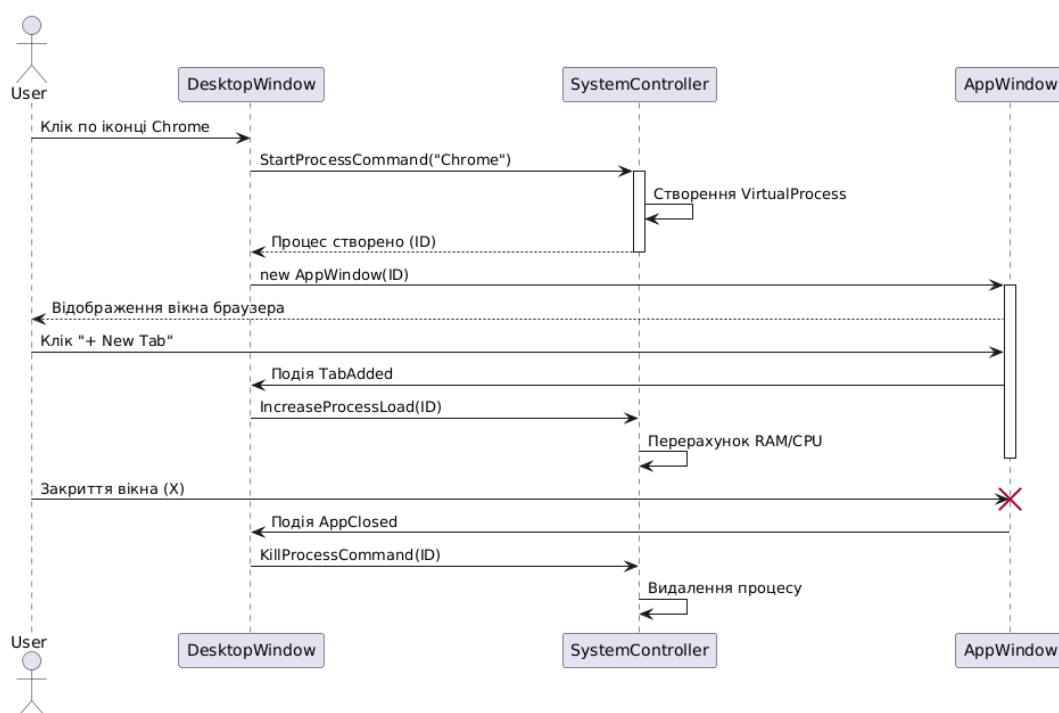 User
DesktopWindow
SystemController
AppWindow
Клік по іконці Chrome
StartProcessCommand("Chrome")
Створення VirtualProcess
Процес створено (ID)
new AppWindow(ID)
Відображення вікна браузера
Клік "+ New Tab"
Подія TabAdded
IncreaseProcessLoad(ID)
Перерахунок RAM/CPU
Закриття вікна (X)
Подія AppClosed
KillProcessCommand(ID)
Видалення процесу
User
DesktopWindow
SystemController
AppWindow